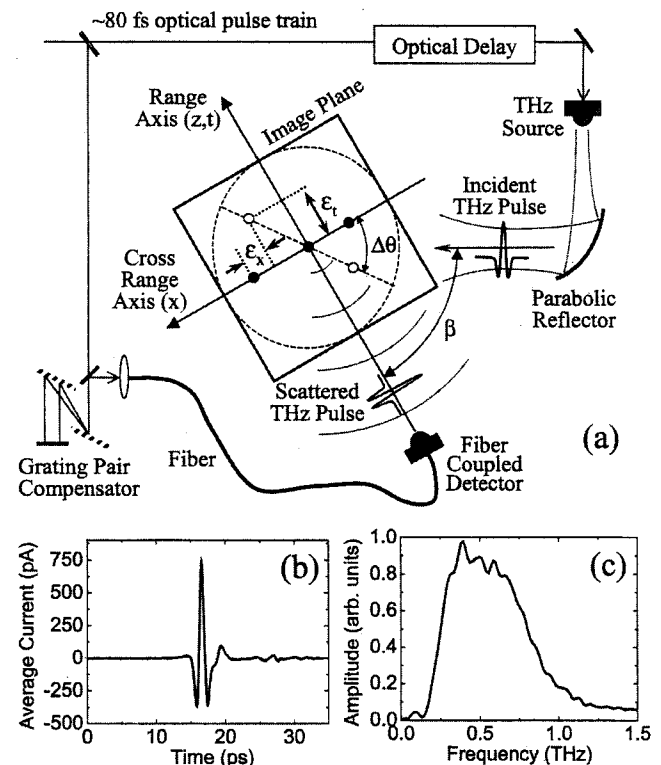 ~80 fs optical pulse train
Optical Delay
Range
Axis (z,t)
Image Plane
THz
Source
Incident
THz Pulse
εt
Δθ
εx
Cross
Range
Axis (x)
Parabolic
Reflector
β
Scattered
THz Pulse
(a)
Grating Pair
Compensator
Fiber
Fiber
Coupled
Detector
(b)
Average Current (pA)
750
500
250
0
-250
-500
0 10 20 30
Time (ps)
(c)
Amplitude (arb. units)
1.0
0.8
0.6
0.4
0.2
0.0
0.0 0.5 1.0 1.5
Frequency (THz)